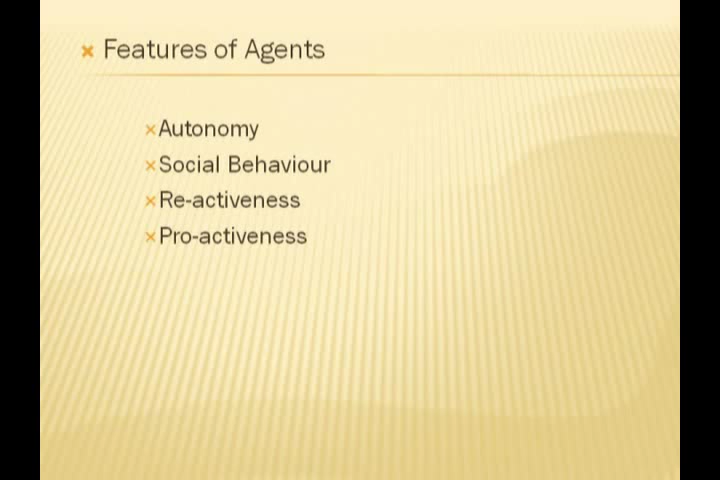 Features of Agents
Autonomy
Social Behaviour
Re-activeness
Pro-activeness